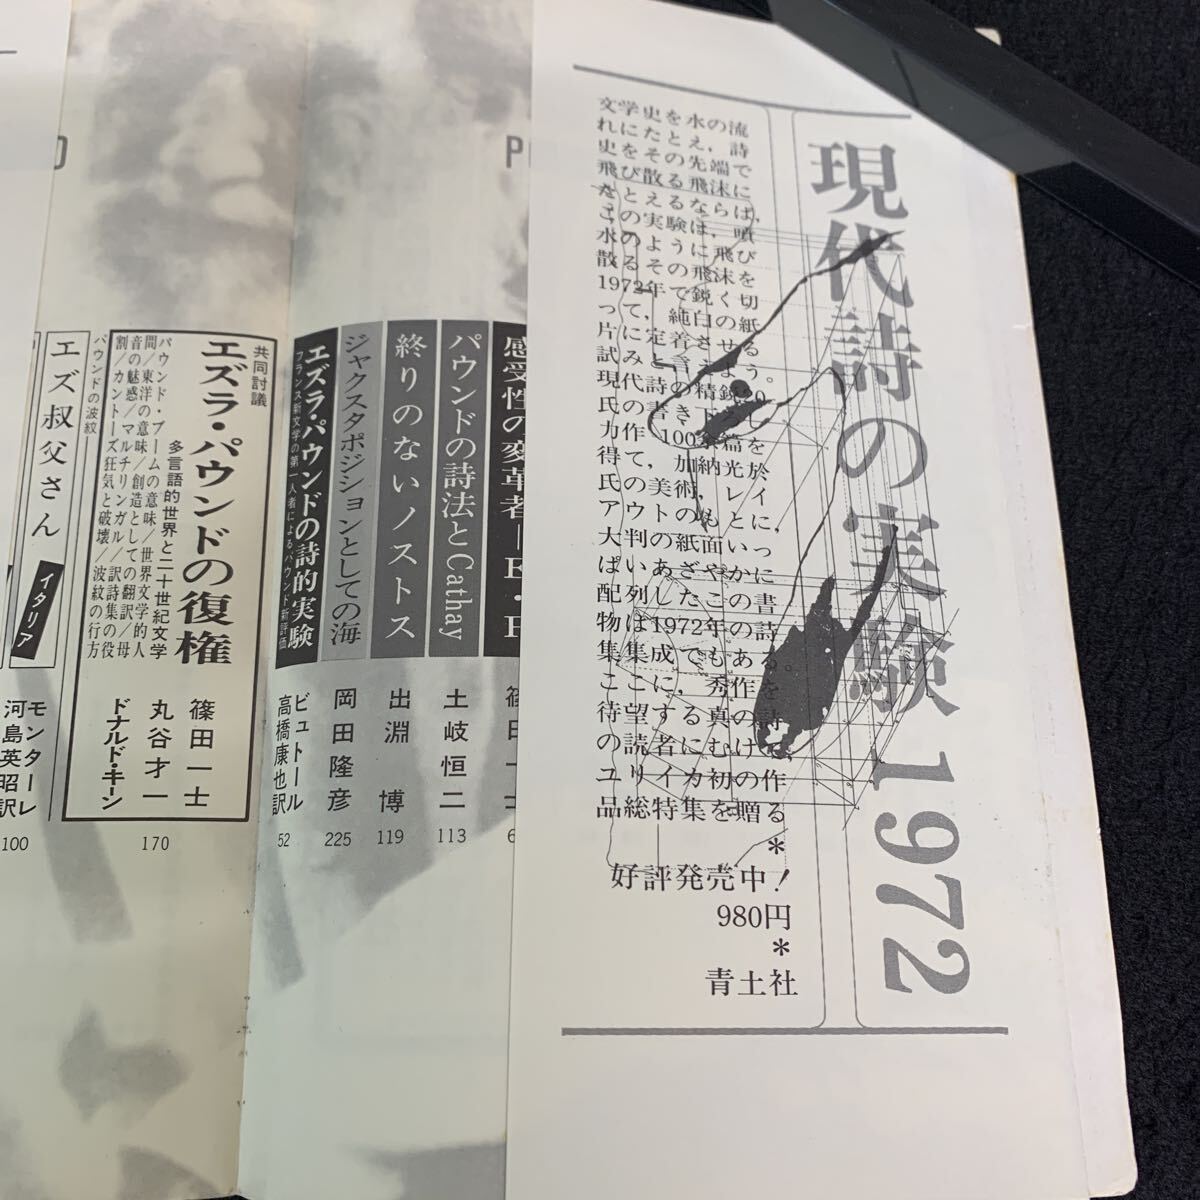 現代詩の実験1972
文学史を水の流
れにたとえ，詩
史をその先端で
飛び散る飛沫に
たとえるならば，
この実験は，噴
水のように飛び
散るその飛沫を
1972年で鋭く切
って，純白の紙
片に定着させる
試みと言えよう。
現代詩の精鋭
氏の書き下ろし
力作100余篇を
得て，加納光於
氏の美術，レイ
アウトのもとに，
大判の紙面いっ
ぱいあざやかに
配列したこの書
物は1972年の詩
集集成でもある。
ここに，秀作を
待望する真の詩
の読者にむけて，
ユリイカ初の作
品総特集を贈る
*
好評発売中！
980円
*
青土社
感受性の変革者
パウンドの詩法とCathay
土岐恒二
113
終りのないノストス
出淵 博
119
ジャクスタポジションとしての海
岡田隆彦
225
エズラ・パウンドの詩的実験
フランス新文学の第一人者によるパウンド新評価
ビュトール
高橋康也訳
52
共同討議
エズラ・パウンドの復権
多言語的世界と二十世紀文学
パウンド・ブームの意味/世界文学的人
間/東洋の意味/創造としての翻訳/母
音の魅惑/マルチリンガル/訳詩集の役
割/カントーズ狂気と破壊/波紋の行方
パウンドの波紋
篠田一士
丸谷才一
ドナルド・キーン
170
エズ叔父さん
イタリア
モンターレ
河島英昭訳
100